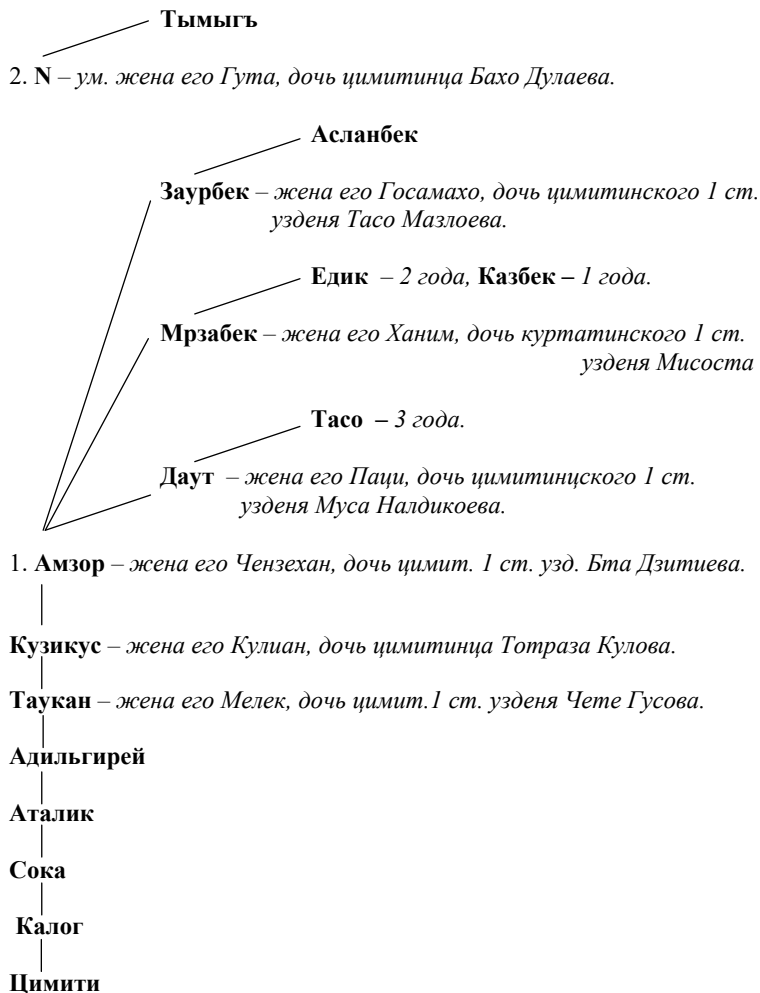 Тымыгъ
2. N – ум. жена его Гута, дочь цимитинца Бахо Дулаева.
Асланбек
Заурбек – жена его Госамахо, дочь цимитинского 1 ст.
узденя Тасо Мазлоева.
Едик – 2 года, Казбек – 1 года.
Мрзабек – жена его Ханим, дочь куртатинского 1 ст.
узденя Мисоста
Тасо – 3 года.
Даут – жена его Паци, дочь цимитинцского 1 ст.
узденя Муса Налдикоева.
1. Амзор – жена его Чензехан, дочь цимит. 1 ст. узд. Бта Дзитиева.
Кузикус – жена его Кулиан, дочь цимитинца Тотраза Кулова.
Таукан – жена его Мелек, дочь цимит.1 ст. узденя Чете Гусова.
Адильгирей
Аталик
Сока
Калог
Цимити